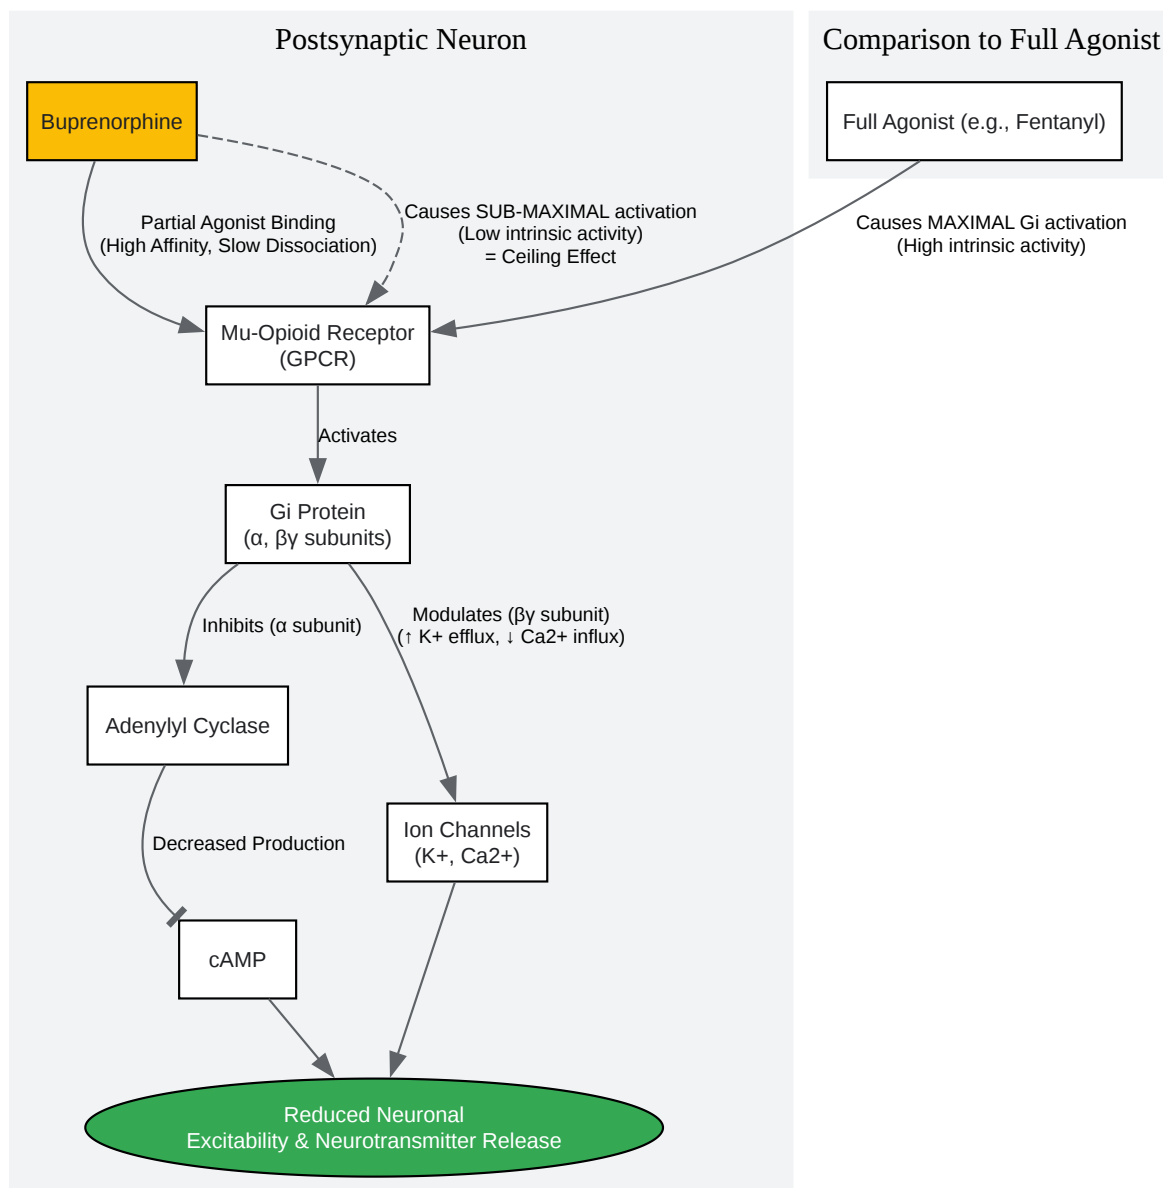 Postsynaptic Neuron
Comparison to Full Agonist
Buprenorphine
Full Agonist (e.g., Fentanyl)
Partial Agonist Binding
(High Affinity, Slow Dissociation)
Causes SUB-MAXIMAL activation
(Low intrinsic activity)
= Ceiling Effect
Causes MAXIMAL Gi activation
(High intrinsic activity)
Mu-Opioid Receptor
(GPCR)
Activates
Gi Protein
(α, βγ subunits)
Inhibits (α subunit)
Modulates (βγ subunit)
(↑ K+ efflux, ↓ Ca2+ influx)
Adenylyl Cyclase
Decreased Production
Ion Channels
(K+, Ca2+)
cAMP
Reduced Neuronal
Excitability & Neurotransmitter Release